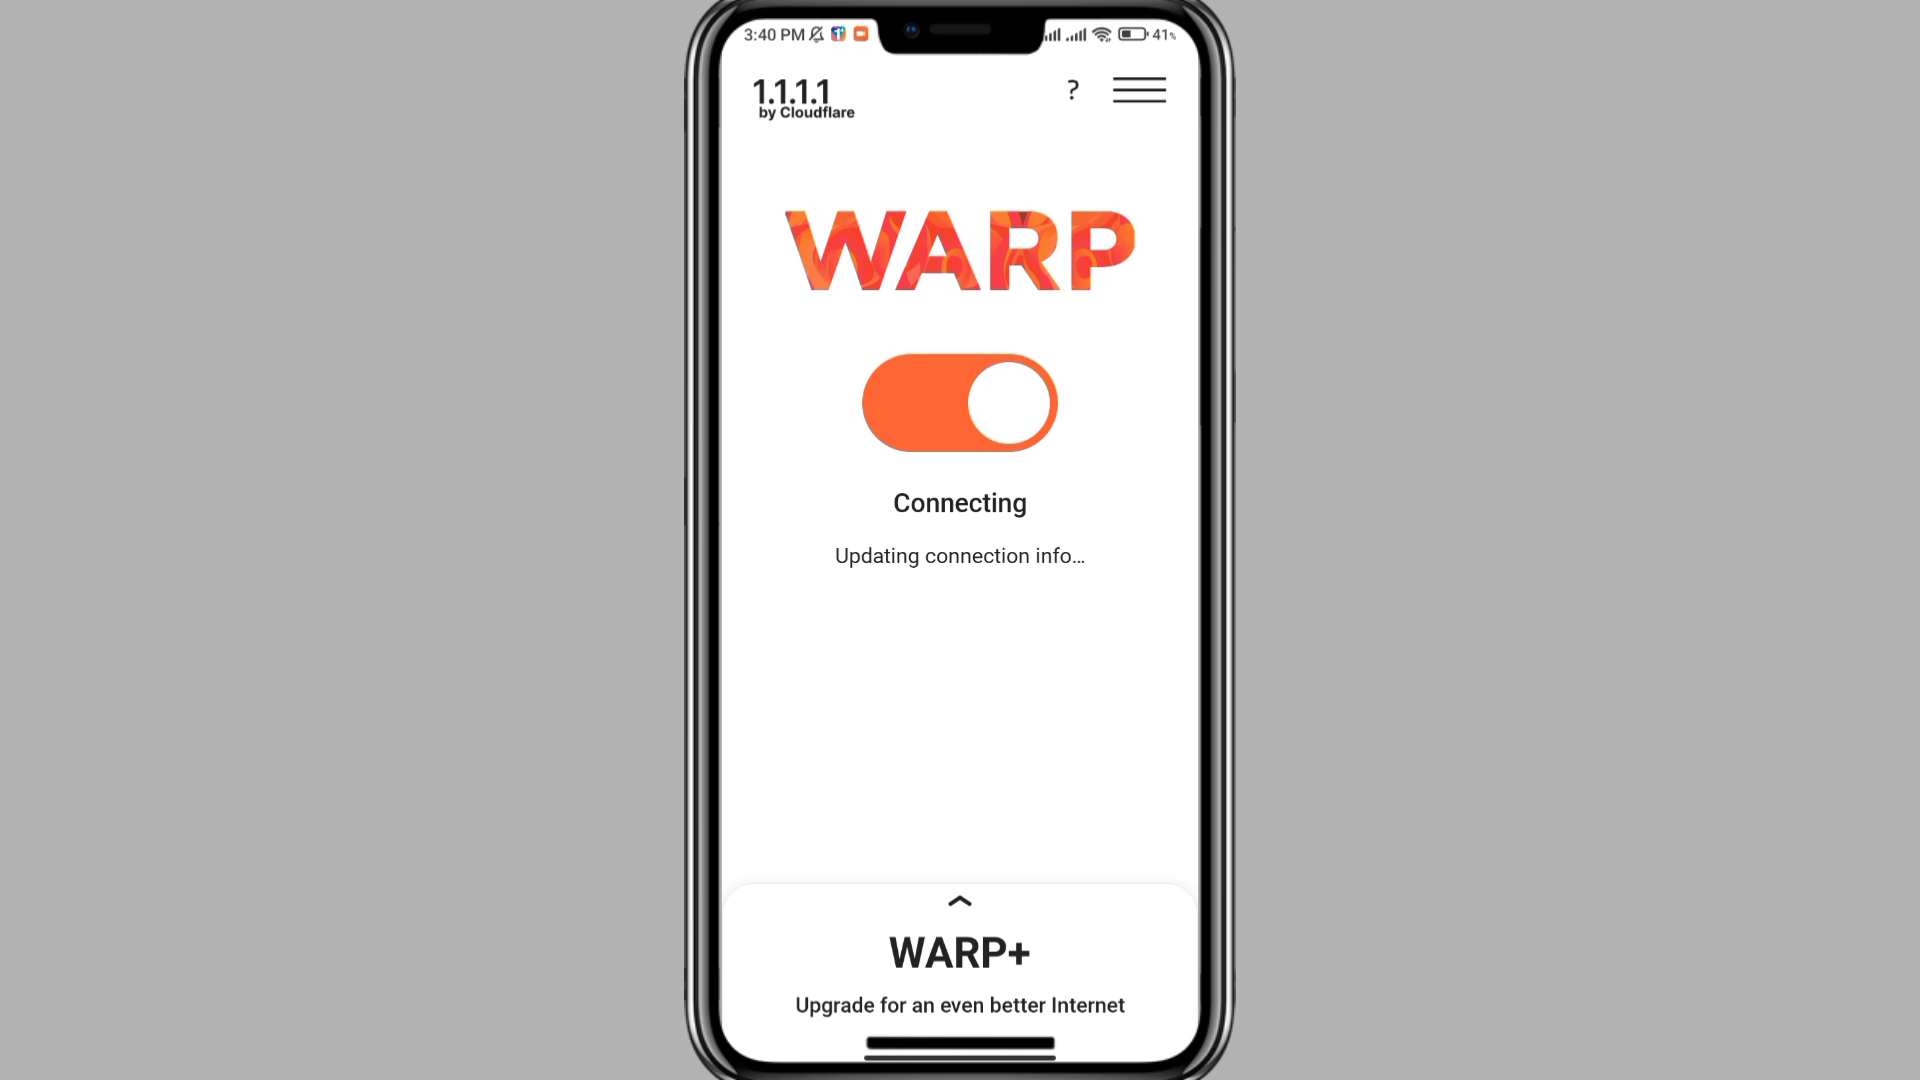 3:40 PM 41%
1.1.1.1 ?
by Cloudflare
WARP
Connecting
Updating connection info...
WARP+
Upgrade for an even better Internet